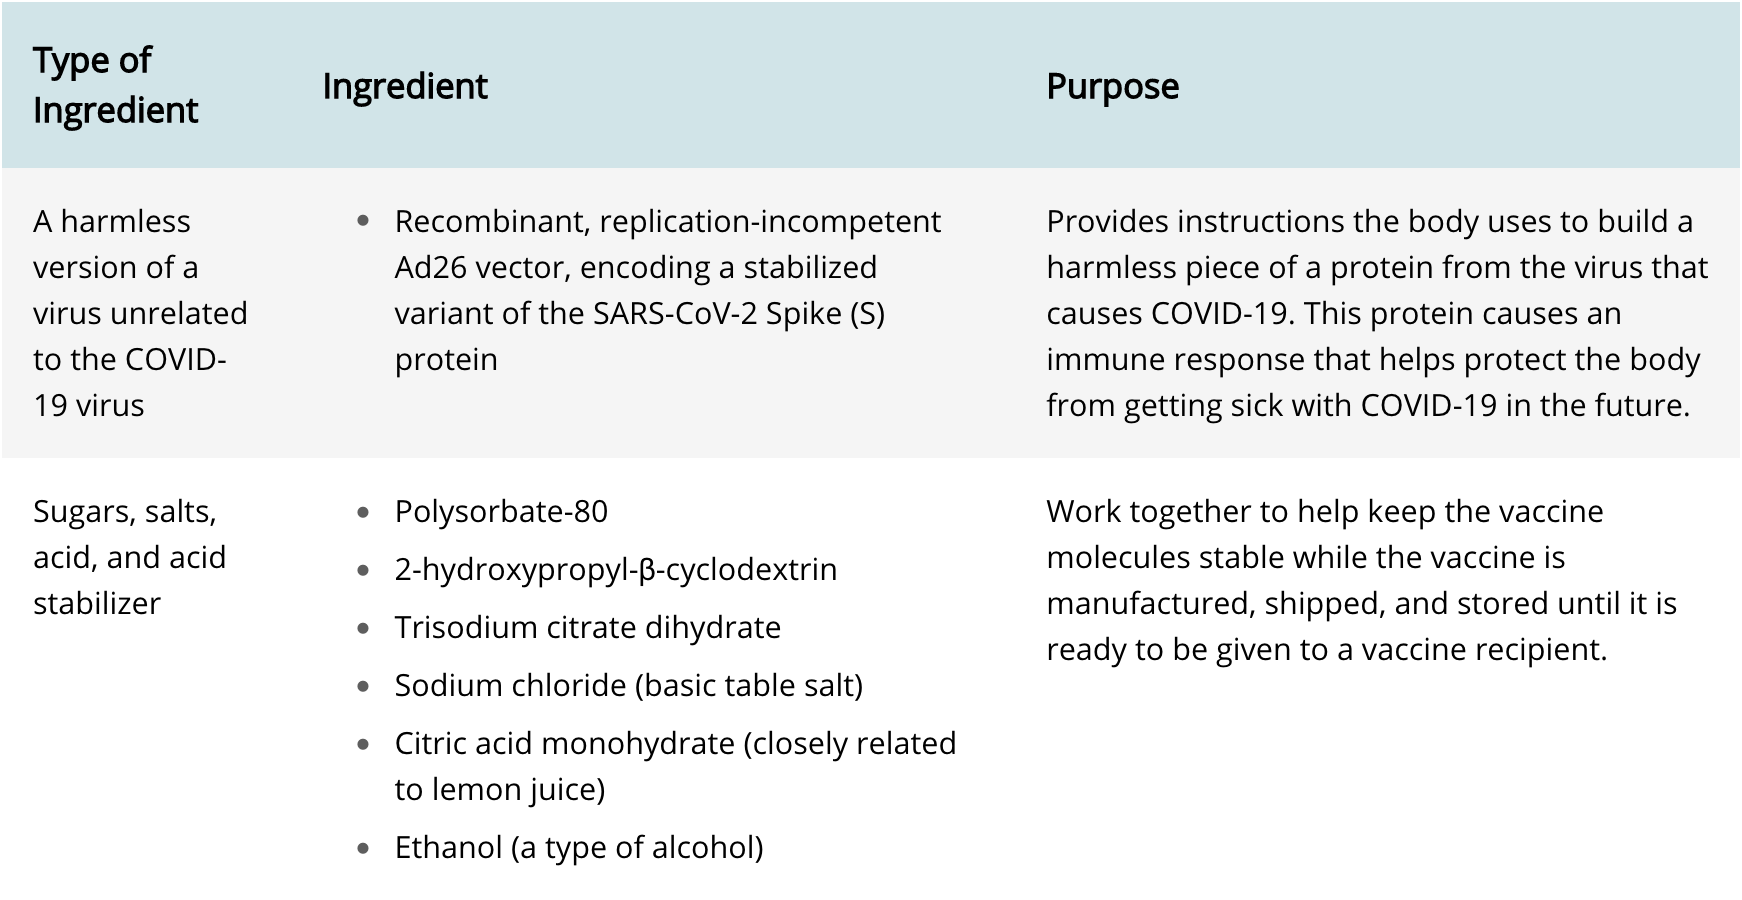 Type of
Ingredient
Ingredient
Purpose
A harmless
version of a
virus unrelated
to the COVID-
19 virus
• Recombinant, replication-incompetent
Ad26 vector, encoding a stabilized
variant of the SARS-CoV-2 Spike (S)
protein
Provides instructions the body uses to build a
harmless piece of a protein from the virus that
causes COVID-19. This protein causes an
immune response that helps protect the body
from getting sick with COVID-19 in the future.
Sugars, salts,
acid, and acid
stabilizer
• Polysorbate-80
• 2-hydroxypropyl-β-cyclodextrin
• Trisodium citrate dihydrate
• Sodium chloride (basic table salt)
• Citric acid monohydrate (closely related
to lemon juice)
• Ethanol (a type of alcohol)
Work together to help keep the vaccine
molecules stable while the vaccine is
manufactured, shipped, and stored until it is
ready to be given to a vaccine recipient.